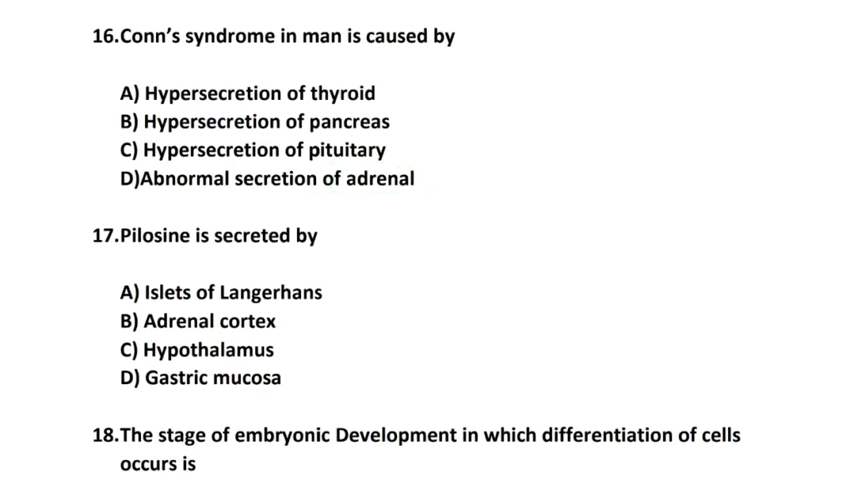 16.Conn’s syndrome in man is caused by
A) Hypersecretion of thyroid
B) Hypersecretion of pancreas
C) Hypersecretion of pituitary
D)Abnormal secretion of adrenal
17.Pilosine is secreted by
A) Islets of Langerhans
B) Adrenal cortex
C) Hypothalamus
D) Gastric mucosa
18.The stage of embryonic Development in which differentiation of cells
occurs is